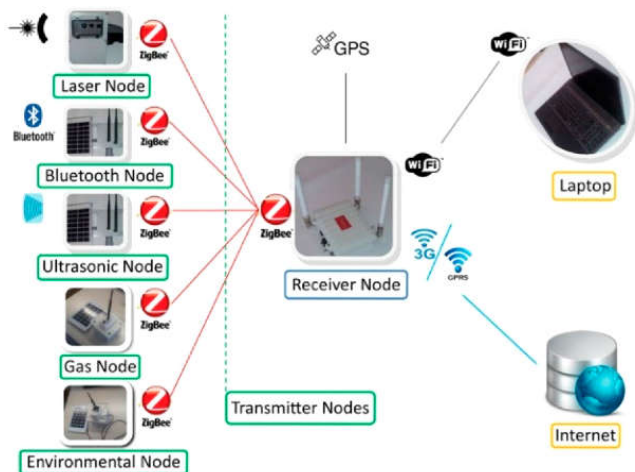 ZigBee
Laser Node
Bluetooth
ZigBee
Bluetooth Node
ZigBee
Ultrasonic Node
ZigBee
Gas Node
ZigBee
Environmental Node
Transmitter Nodes
ZigBee
GPS
Receiver Node
WiFi
WiFi
Laptop
3G
GPRS
Internet